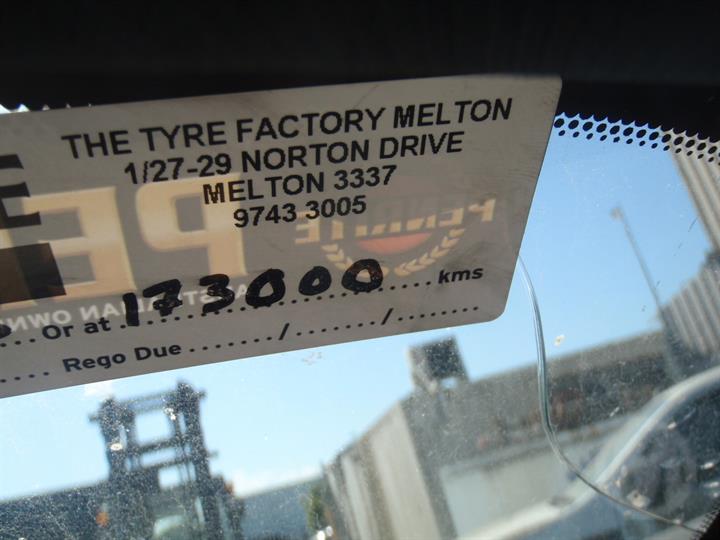 THE TYRE FACTORY MELTON
1/27-29 NORTON DRIVE
MELTON 3337
9743 3005
PENRITE
Or at 173000 kms
Rego Due ......./......./........